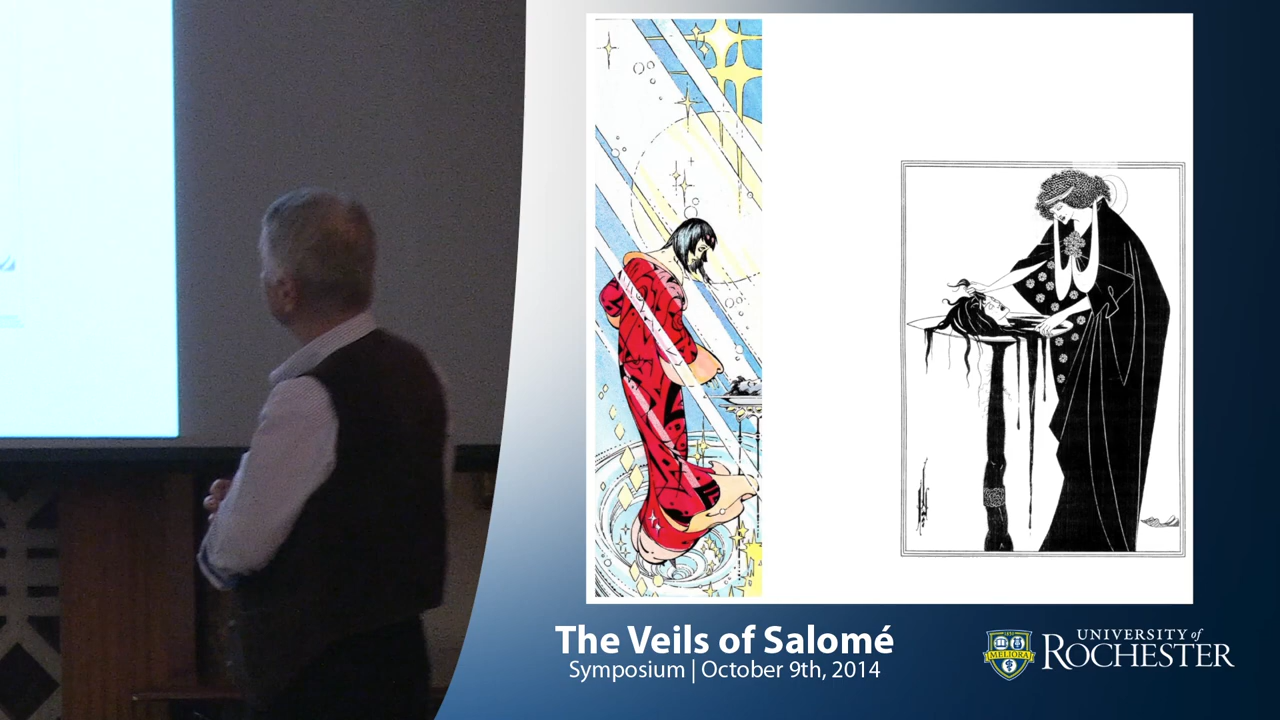 The Veils of Salomé
Symposium | October 9th, 2014
MELIORA
UNIVERSITY of
ROCHESTER